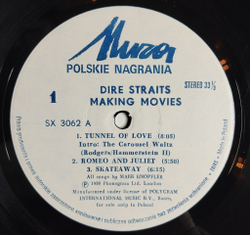 Muza
POLSKIE NAGRANIA
1
DIRE STRAITS
MAKING MOVIES
STEREO 33⅓
SX 3062 A
1. TUNNEL OF LOVE (8:05)
Intro: The Carousel Waltz
(Rodgers/Hammerstein II)
2. ROMEO AND JULIET (5:50)
3. SKATEAWAY (6:15)
All songs by MARK KNOPFLER
℗ 1980 Phonogram Ltd., London
Manufactured under licence of POLYGRAM
INTERNATIONAL MUSIC B.V., Baarn,
for sale only in Poland